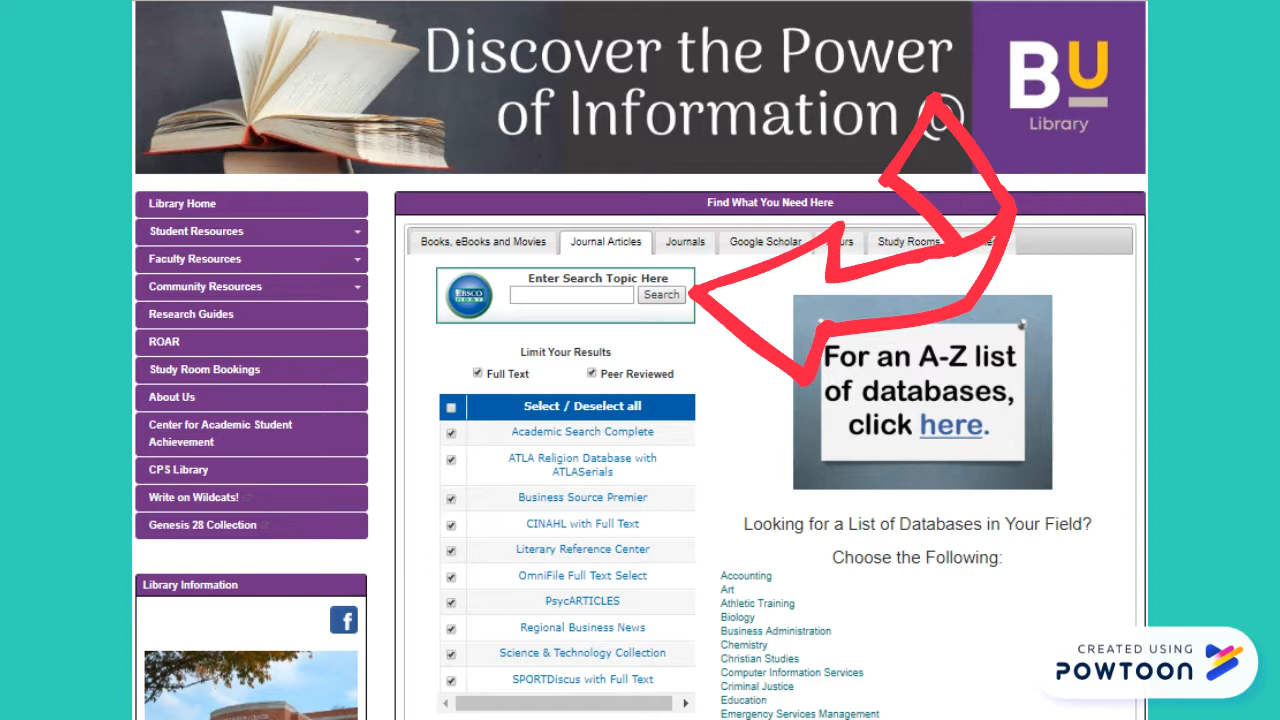 Discover the Power
of Information @
BU
Library
Library Home
Student Resources
Faculty Resources
Community Resources
Research Guides
ROAR
Study Room Bookings
About Us
Center for Academic Student
Achievement
CPS Library
Write on Wildcats!
Genesis 28 Collection
Library Information
f
Find What You Need Here
Books, eBooks and Movies
Journal Articles
Journals
Google Scholar
Study Rooms
EBSCO
HOST
Enter Search Topic Here
Search
Limit Your Results
Full Text
Peer Reviewed
Select / Deselect all
Academic Search Complete
ATLA Religion Database with
ATLASerials
Business Source Premier
CINAHL with Full Text
Literary Reference Center
OmniFile Full Text Select
PsycARTICLES
Regional Business News
Science & Technology Collection
SPORTDiscus with Full Text
For an A-Z list
of databases,
click here.
Looking for a List of Databases in Your Field?
Choose the Following:
Accounting
Art
Athletic Training
Biology
Business Administration
Chemistry
Christian Studies
Computer Information Services
Criminal Justice
Education
Emergency Services Management
CREATED USING
POWTOON